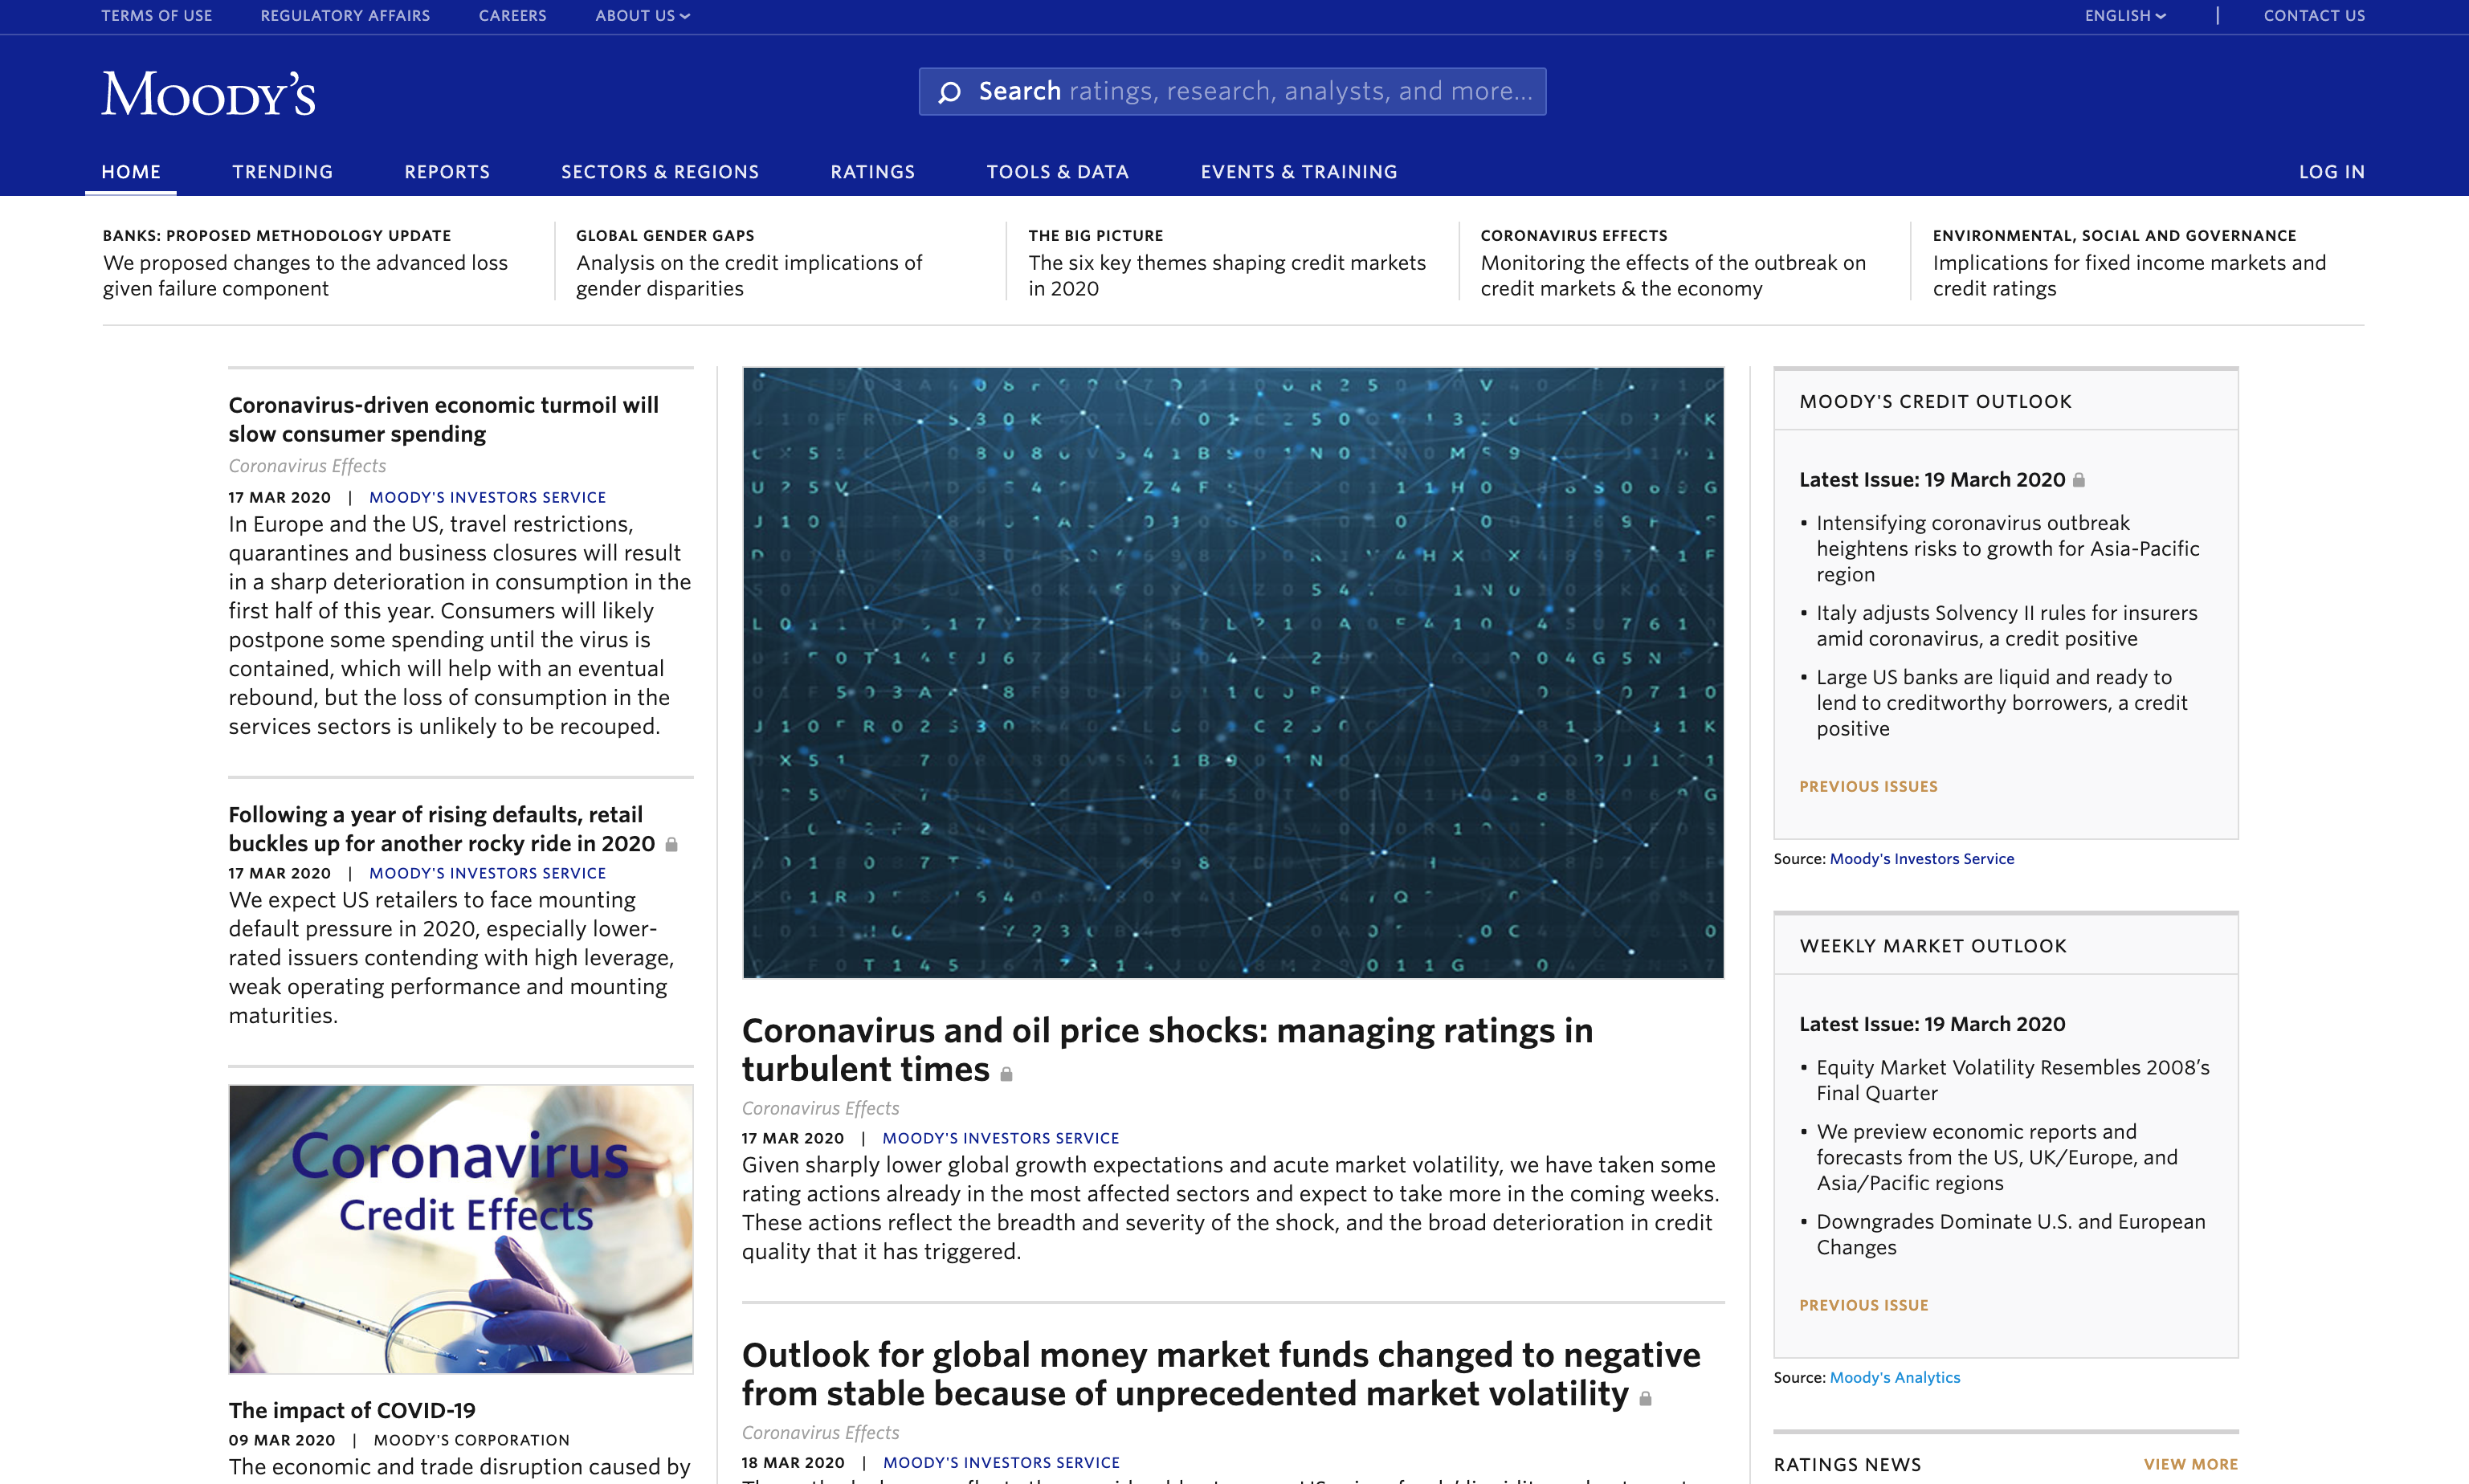 TERMS OF USE
REGULATORY AFFAIRS
CAREERS
ABOUT US
ENGLISH
|
CONTACT US
MOODY'S
Search ratings, research, analysts, and more...
HOME
TRENDING
REPORTS
SECTORS & REGIONS
RATINGS
TOOLS & DATA
EVENTS & TRAINING
LOG IN
BANKS: PROPOSED METHODOLOGY UPDATE
We proposed changes to the advanced loss
given failure component
GLOBAL GENDER GAPS
Analysis on the credit implications of
gender disparities
THE BIG PICTURE
The six key themes shaping credit markets
in 2020
CORONAVIRUS EFFECTS
Monitoring the effects of the outbreak on
credit markets & the economy
ENVIRONMENTAL, SOCIAL AND GOVERNANCE
Implications for fixed income markets and
credit ratings
Coronavirus-driven economic turmoil will
slow consumer spending
Coronavirus Effects
17 MAR 2020 | MOODY'S INVESTORS SERVICE
In Europe and the US, travel restrictions,
quarantines and business closures will result
in a sharp deterioration in consumption in the
first half of this year. Consumers will likely
postpone some spending until the virus is
contained, which will help with an eventual
rebound, but the loss of consumption in the
services sectors is unlikely to be recouped.
Following a year of rising defaults, retail
buckles up for another rocky ride in 2020
17 MAR 2020 | MOODY'S INVESTORS SERVICE
We expect US retailers to face mounting
default pressure in 2020, especially lower-
rated issuers contending with high leverage,
weak operating performance and mounting
maturities.
Coronavirus
Credit Effects
The impact of COVID-19
09 MAR 2020 | MOODY'S CORPORATION
The economic and trade disruption caused by
Coronavirus and oil price shocks: managing ratings in
turbulent times
Coronavirus Effects
17 MAR 2020 | MOODY'S INVESTORS SERVICE
Given sharply lower global growth expectations and acute market volatility, we have taken some
rating actions already in the most affected sectors and expect to take more in the coming weeks.
These actions reflect the breadth and severity of the shock, and the broad deterioration in credit
quality that it has triggered.
Outlook for global money market funds changed to negative
from stable because of unprecedented market volatility
Coronavirus Effects
18 MAR 2020 | MOODY'S INVESTORS SERVICE
MOODY'S CREDIT OUTLOOK
Latest Issue: 19 March 2020
• Intensifying coronavirus outbreak
heightens risks to growth for Asia-Pacific
region
• Italy adjusts Solvency II rules for insurers
amid coronavirus, a credit positive
• Large US banks are liquid and ready to
lend to creditworthy borrowers, a credit
positive
PREVIOUS ISSUES
Source: Moody's Investors Service
WEEKLY MARKET OUTLOOK
Latest Issue: 19 March 2020
• Equity Market Volatility Resembles 2008’s
Final Quarter
• We preview economic reports and
forecasts from the US, UK/Europe, and
Asia/Pacific regions
• Downgrades Dominate U.S. and European
Changes
PREVIOUS ISSUE
Source: Moody's Analytics
RATINGS NEWS
VIEW MORE